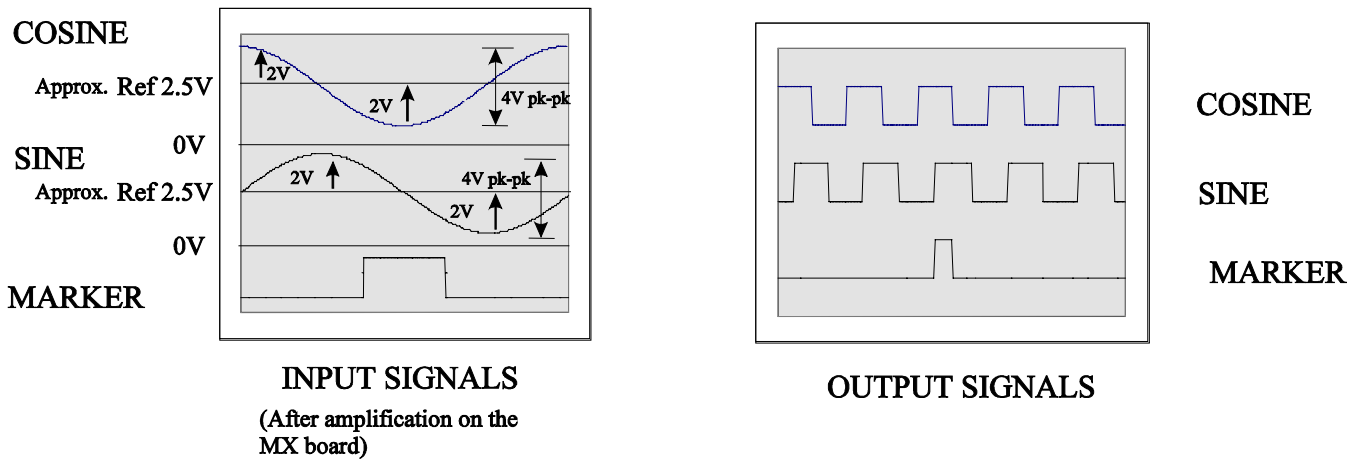 COSINE
2V
Approx. Ref 2.5V
2V
4V pk-pk
0V
SINE
2V
4V pk-pk
Approx. Ref 2.5V
2V
0V
MARKER
INPUT SIGNALS
(After amplification on the
MX board)
COSINE
SINE
MARKER
OUTPUT SIGNALS